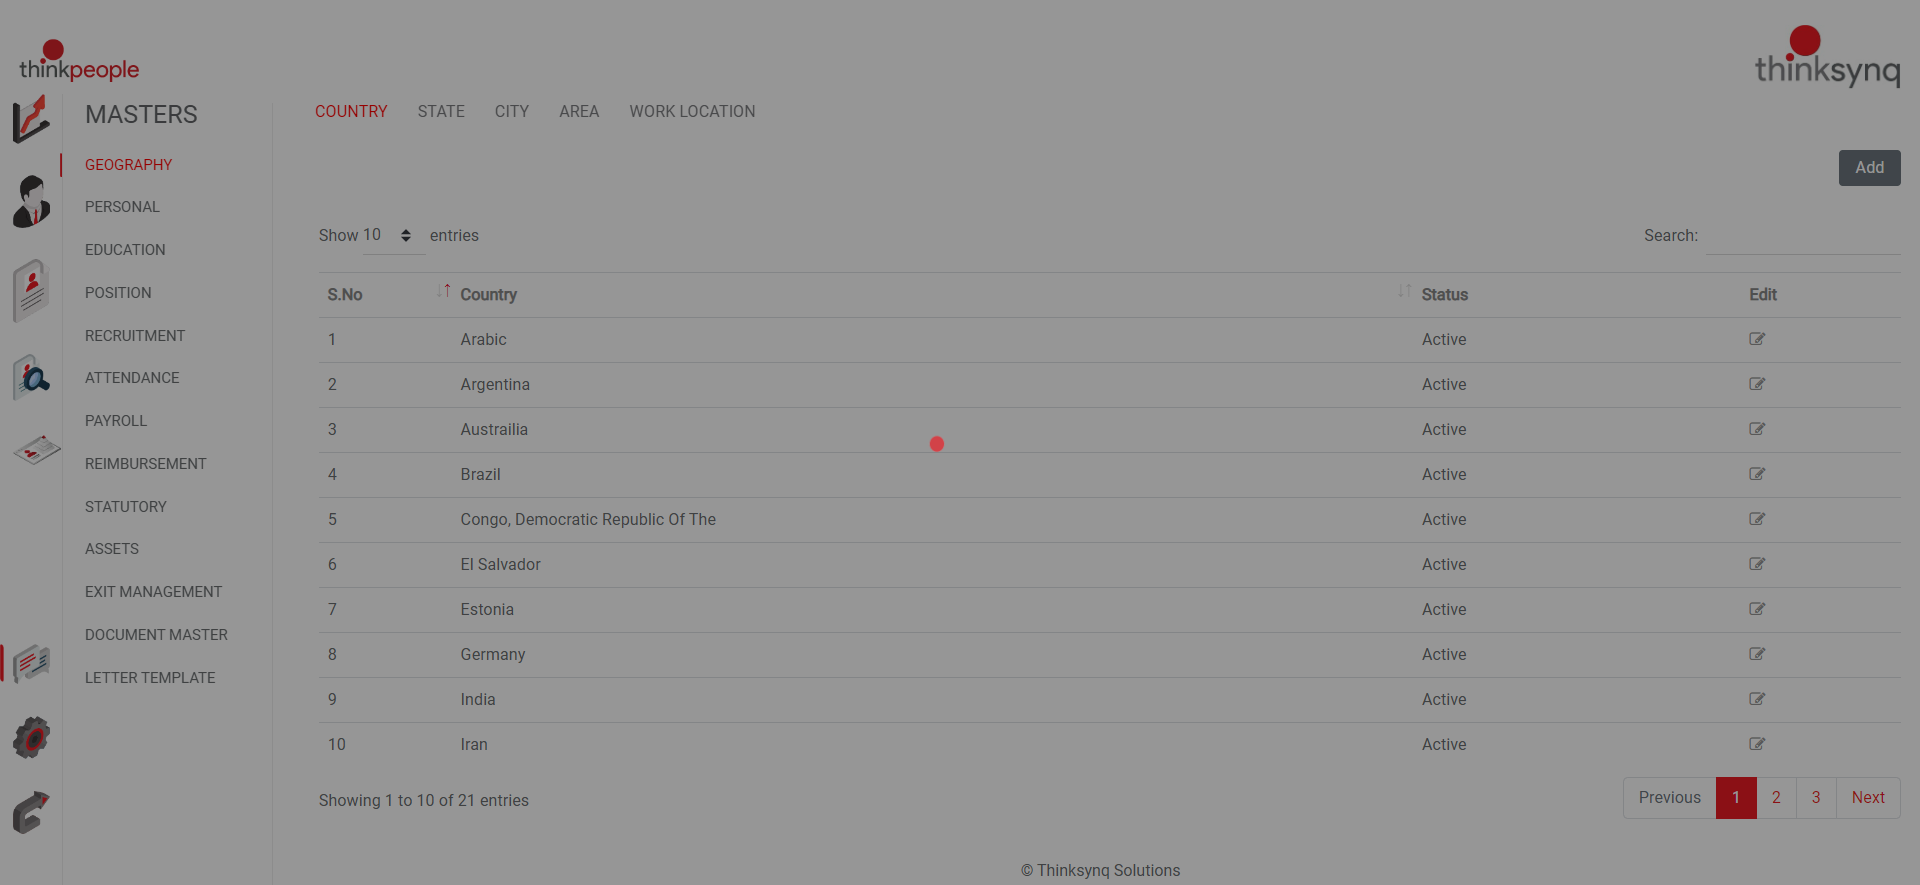 thinkpeople
thinksynq
MASTERS
GEOGRAPHY
PERSONAL
EDUCATION
POSITION
RECRUITMENT
ATTENDANCE
PAYROLL
REIMBURSEMENT
STATUTORY
ASSETS
EXIT MANAGEMENT
DOCUMENT MASTER
LETTER TEMPLATE
COUNTRY STATE CITY AREA WORK LOCATION
Add
Show 10 entries
Search:
S.No Country Status Edit
1 Arabic Active
2 Argentina Active
3 Austrailia Active
4 Brazil Active
5 Congo, Democratic Republic Of The Active
6 El Salvador Active
7 Estonia Active
8 Germany Active
9 India Active
10 Iran Active
Showing 1 to 10 of 21 entries
Previous 1 2 3 Next
© Thinksynq Solutions